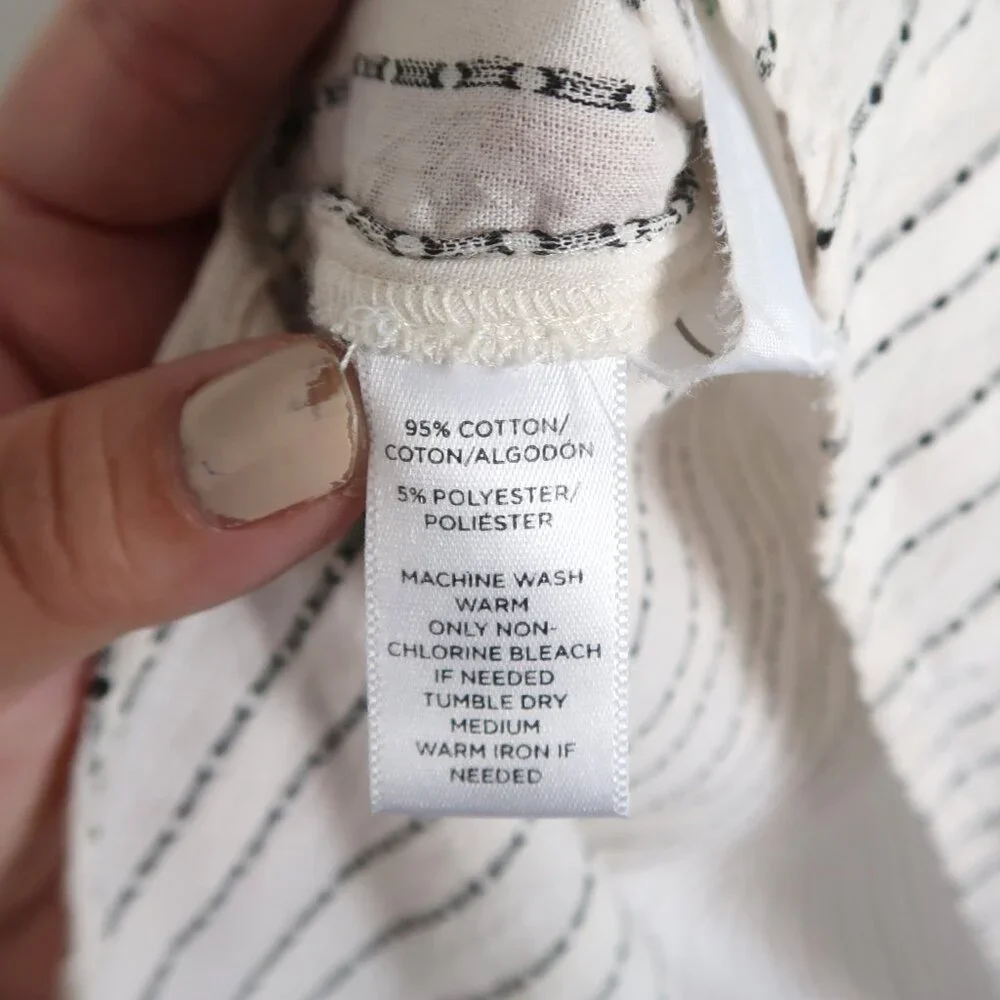 95% COTTON/
COTON/ALGODÓN
5% POLYESTER/
POLIÉSTER
MACHINE WASH
WARM
ONLY NON-
CHLORINE BLEACH
IF NEEDED
TUMBLE DRY
MEDIUM
WARM IRON IF
NEEDED